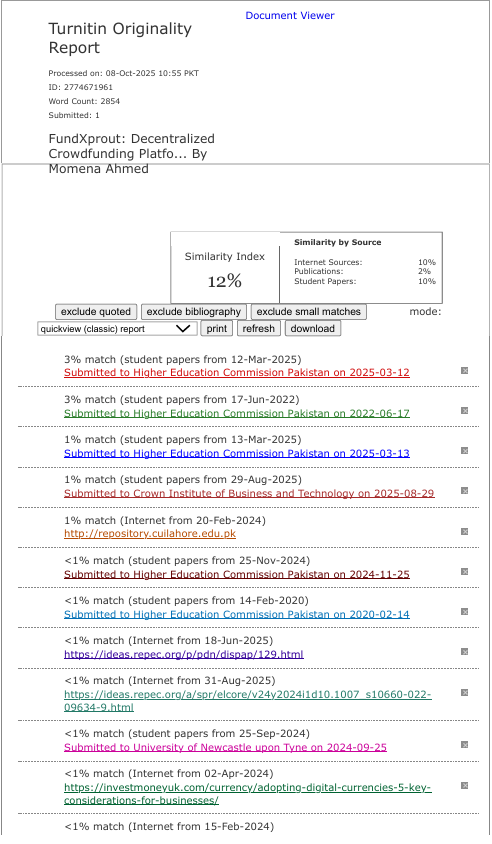 Document Viewer
Turnitin Originality
Report
Processed on: 08-Oct-2025 10:55 PKT
ID: 2774671961
Word Count: 2854
Submitted: 1
FundXprout: Decentralized
Crowdfunding Platfo... By
Momena Ahmed
Similarity Index
12%
Similarity by Source
Internet Sources: 10%
Publications: 2%
Student Papers: 10%
exclude quoted exclude bibliography exclude small matches mode:
quickview (classic) report print refresh download
3% match (student papers from 12-Mar-2025)
Submitted to Higher Education Commission Pakistan on 2025-03-12
3% match (student papers from 17-Jun-2022)
Submitted to Higher Education Commission Pakistan on 2022-06-17
1% match (student papers from 13-Mar-2025)
Submitted to Higher Education Commission Pakistan on 2025-03-13
1% match (student papers from 29-Aug-2025)
Submitted to Crown Institute of Business and Technology on 2025-08-29
1% match (Internet from 20-Feb-2024)
http://repository.cuilahore.edu.pk
<1% match (student papers from 25-Nov-2024)
Submitted to Higher Education Commission Pakistan on 2024-11-25
<1% match (student papers from 14-Feb-2020)
Submitted to Higher Education Commission Pakistan on 2020-02-14
<1% match (Internet from 18-Jun-2025)
https://ideas.repec.org/p/pdn/dispap/129.html
<1% match (Internet from 31-Aug-2025)
https://ideas.repec.org/a/spr/elcore/v24y2024i1d10.1007_s10660-022-
09634-9.html
<1% match (student papers from 25-Sep-2024)
Submitted to University of Newcastle upon Tyne on 2024-09-25
<1% match (Internet from 02-Apr-2024)
https://investmoneyuk.com/currency/adopting-digital-currencies-5-key-
considerations-for-businesses/
<1% match (Internet from 15-Feb-2024)